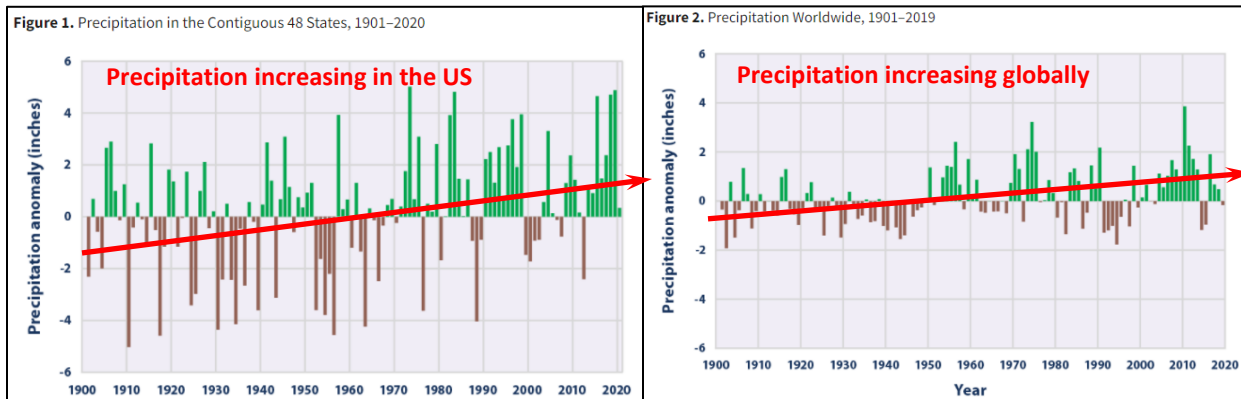 Figure 1. Precipitation in the Contiguous 48 States, 1901–2020
Precipitation increasing in the US
Precipitation anomaly (inches)
6
4
2
0
-2
-4
-6
1900 1910 1920 1930 1940 1950 1960 1970 1980 1990 2000 2010 2020
Figure 2. Precipitation Worldwide, 1901–2019
Precipitation increasing globally
Precipitation anomaly (inches)
6
4
2
0
-2
-4
-6
1900 1910 1920 1930 1940 1950 1960 1970 1980 1990 2000 2010 2020
Year